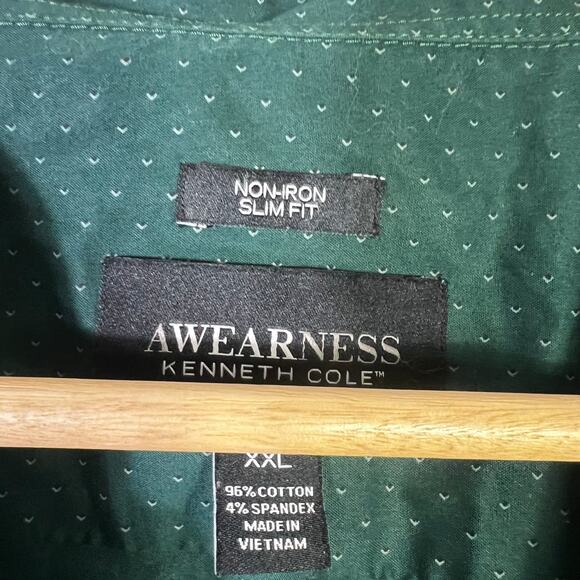 NON-IRON
SLIM FIT
AWEARNESS
KENNETH COLE™
XXL
96% COTTON
4% SPANDEX
MADE IN
VIETNAM